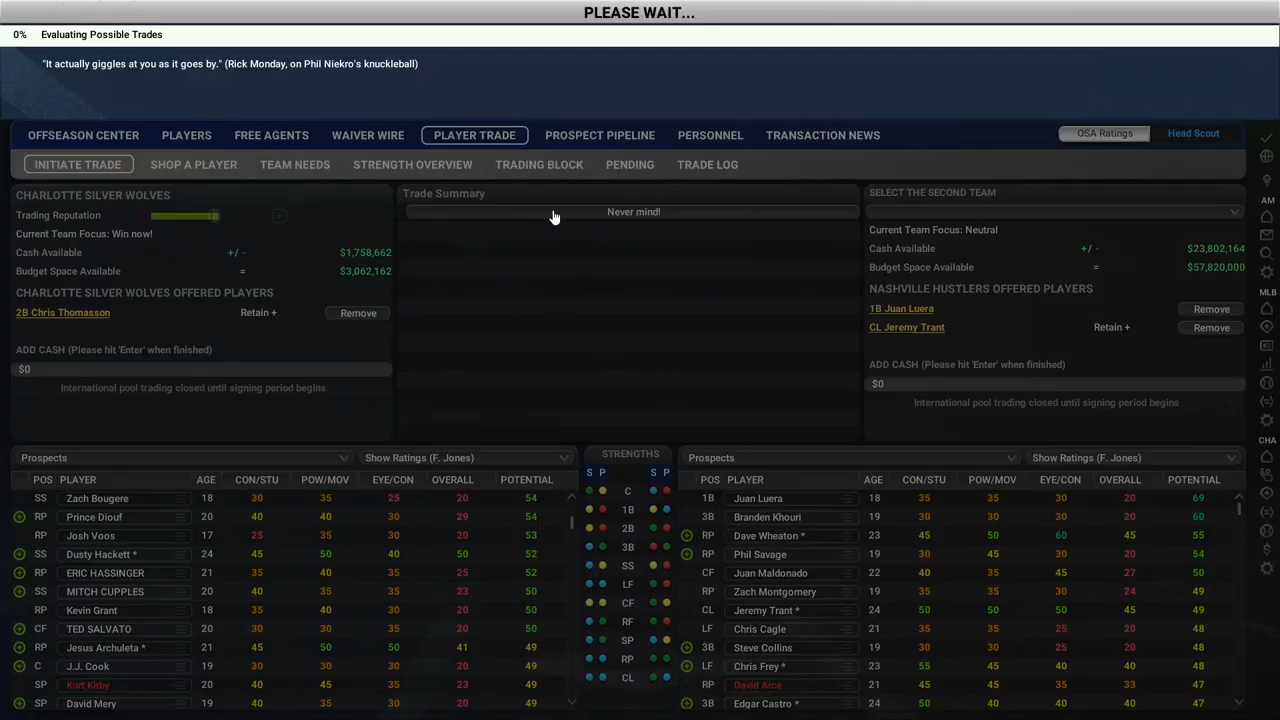 PLEASE WAIT...
0% Evaluating Possible Trades
"It actually giggles at you as it goes by." (Rick Monday, on Phil Niekro's knuckleball)
OFFSEASON CENTER PLAYERS FREE AGENTS WAIVER WIRE PLAYER TRADE PROSPECT PIPELINE PERSONNEL TRANSACTION NEWS OSA Ratings Head Scout
INITIATE TRADE SHOP A PLAYER TEAM NEEDS STRENGTH OVERVIEW TRADING BLOCK PENDING TRADE LOG
CHARLOTTE SILVER WOLVES
Trading Reputation
Current Team Focus: Win now!
Cash Available +/- $1,758,662
Budget Space Available = $3,062,162
CHARLOTTE SILVER WOLVES OFFERED PLAYERS
2B Chris Thomasson Retain + Remove
ADD CASH (Please hit 'Enter' when finished)
$0
International pool trading closed until signing period begins
Trade Summary
Never mind!
SELECT THE SECOND TEAM
Current Team Focus: Neutral
Cash Available +/- $23,802,164
Budget Space Available = $57,820,000
NASHVILLE HUSTLERS OFFERED PLAYERS
1B Juan Luera Remove
CL Jeremy Trant Retain + Remove
ADD CASH (Please hit 'Enter' when finished)
$0
International pool trading closed until signing period begins
Prospects Show Ratings (F. Jones)
POS PLAYER AGE CON/STU POW/MOV EYE/CON OVERALL POTENTIAL
SS Zach Bougere 18 30 35 25 20 54
RP Prince Diouf 20 40 40 30 29 54
RP Josh Voos 17 25 35 30 20 53
SS Dusty Hackett * 24 45 45 40 50 52
RP ERIC HASSINGER 21 35 40 35 25 52
SS MITCH CUPPLES 20 40 35 35 23 50
RP Kevin Grant 18 35 40 30 20 50
CF TED SALVATO 20 30 30 35 20 50
RP Jesus Archuleta * 21 45 50 50 41 49
C J.J. Cook 19 30 30 30 20 49
SP Kurt Kirby 20 40 45 35 23 49
SP David Mery 19 40 35 35 20 49
STRENGTHS
S P S P
C
1B
2B
3B
SS
LF
CF
RF
SP
RP
CL
Prospects Show Ratings (F. Jones)
POS PLAYER AGE CON/STU POW/MOV EYE/CON OVERALL POTENTIAL
1B Juan Luera 18 35 35 30 20 69
3B Branden Khouri 19 30 30 30 20 60
RP Dave Wheaton * 23 45 50 60 45 55
RP Phil Savage 19 30 45 30 20 54
CF Juan Maldonado 22 40 35 45 27 50
RP Zach Montgomery 19 40 35 30 24 49
CL Jeremy Trant * 24 50 50 50 45 49
LF Chris Cagle 21 35 35 25 20 48
3B Steve Collins 19 30 30 25 20 48
LF Chris Frey * 23 55 45 40 40 48
RP David Arce 21 45 45 35 33 47
3B Edgar Castro * 24 50 40 40 40 47
AM
MLB
CHA